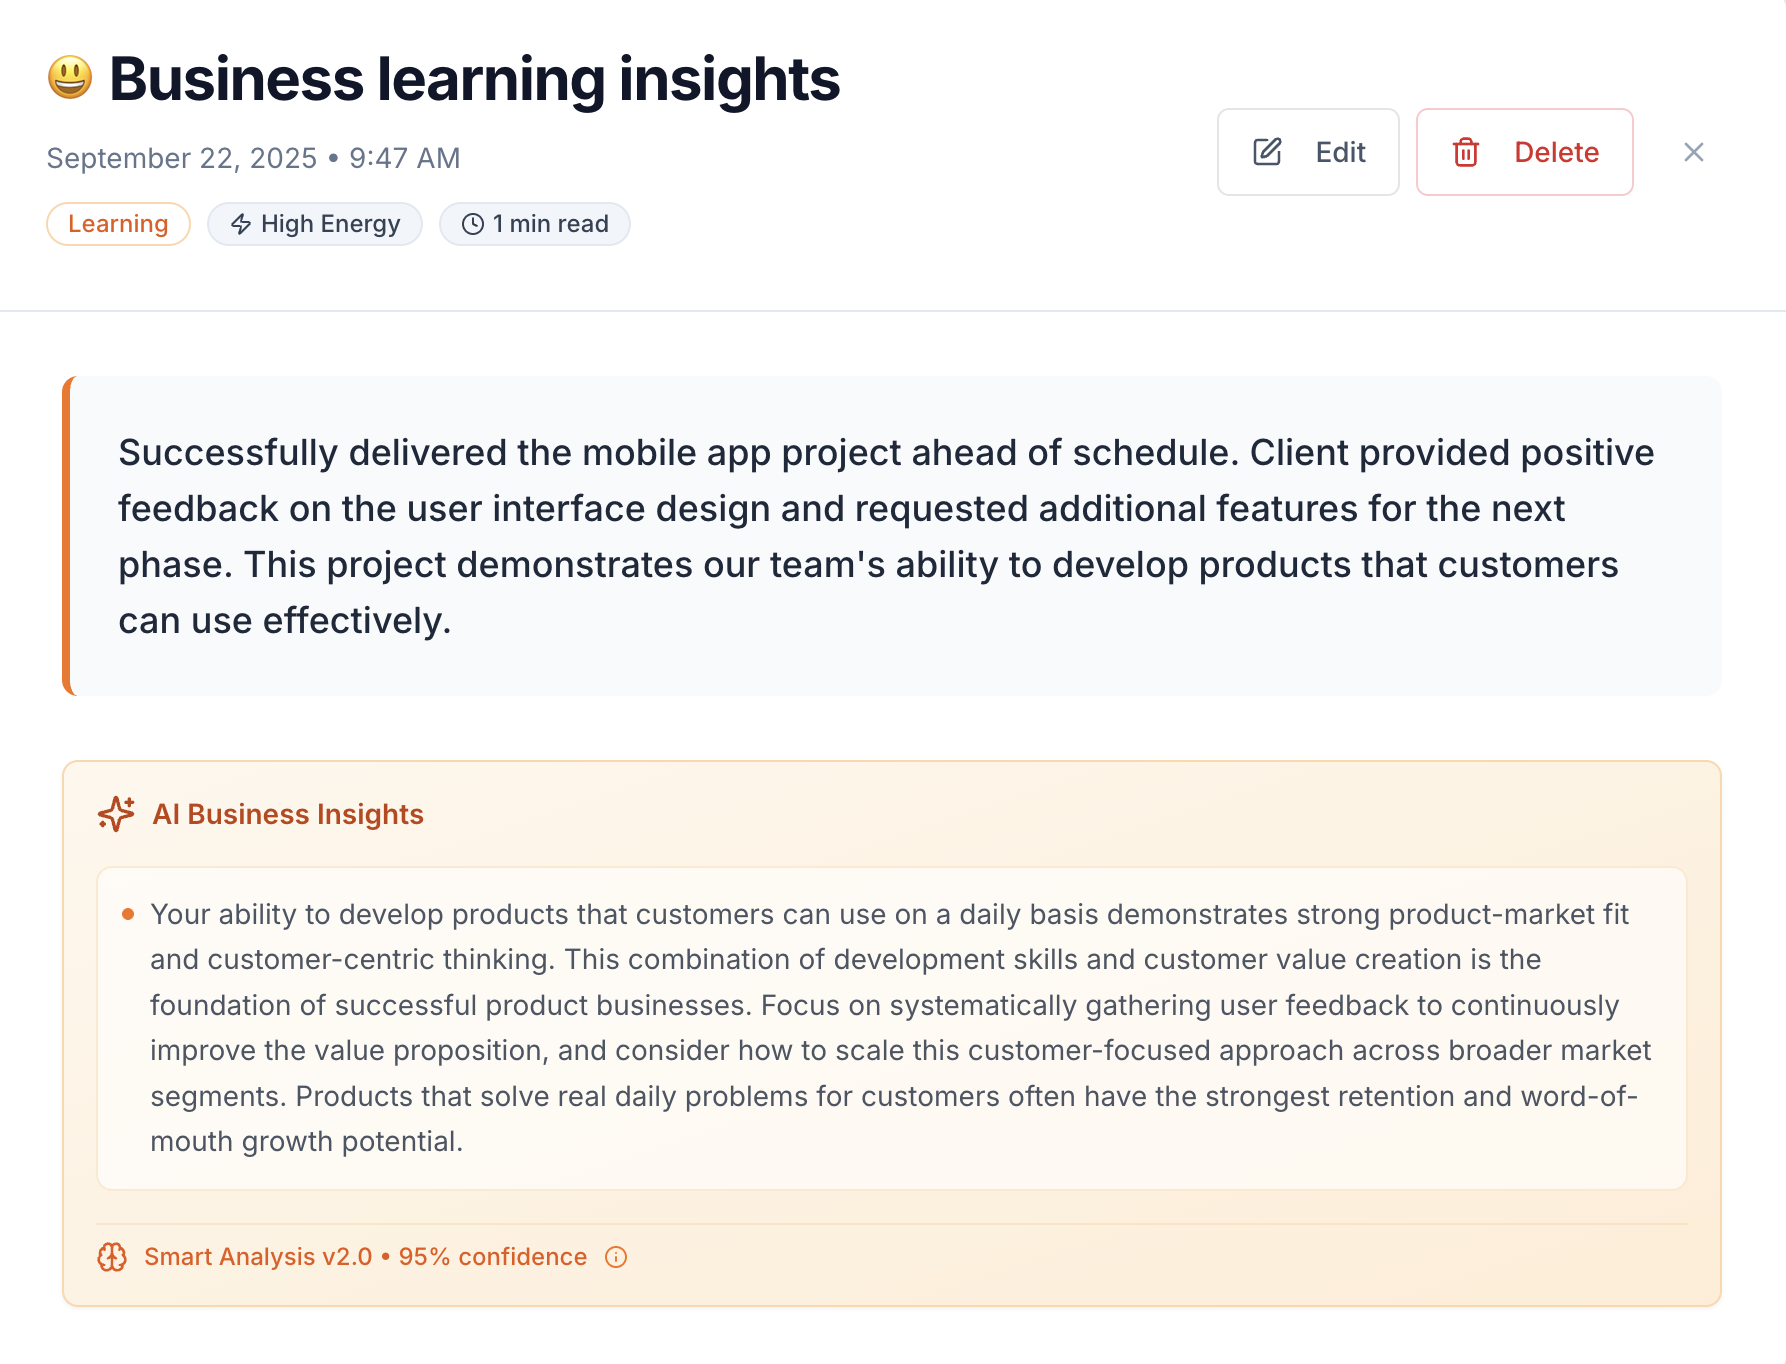 😃 Business learning insights
September 22, 2025 • 9:47 AM
Edit
Delete
Learning
High Energy
1 min read
Successfully delivered the mobile app project ahead of schedule. Client provided positive
feedback on the user interface design and requested additional features for the next
phase. This project demonstrates our team's ability to develop products that customers
can use effectively.
AI Business Insights
• Your ability to develop products that customers can use on a daily basis demonstrates strong product-market fit
and customer-centric thinking. This combination of development skills and customer value creation is the
foundation of successful product businesses. Focus on systematically gathering user feedback to continuously
improve the value proposition, and consider how to scale this customer-focused approach across broader market
segments. Products that solve real daily problems for customers often have the strongest retention and word-of-
mouth growth potential.
Smart Analysis v2.0 • 95% confidence